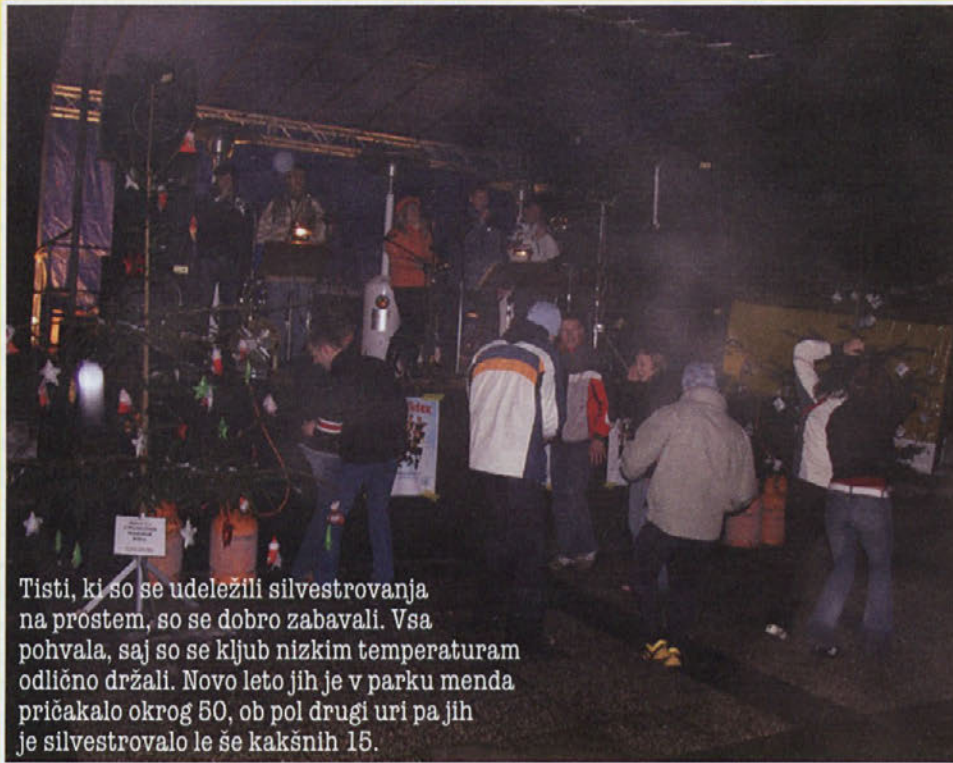 Tisti, ki so se udeležili silvestrovanja
na prostem, so se dobro zabavali. Vsa
pohvala, saj so se kljub nizkim temperaturam
odlično držali. Novo leto jih je v parku menda
pričakalo okrog 50, ob pol drugi uri pa jih
je silvestrovalo le še kakšnih 15.